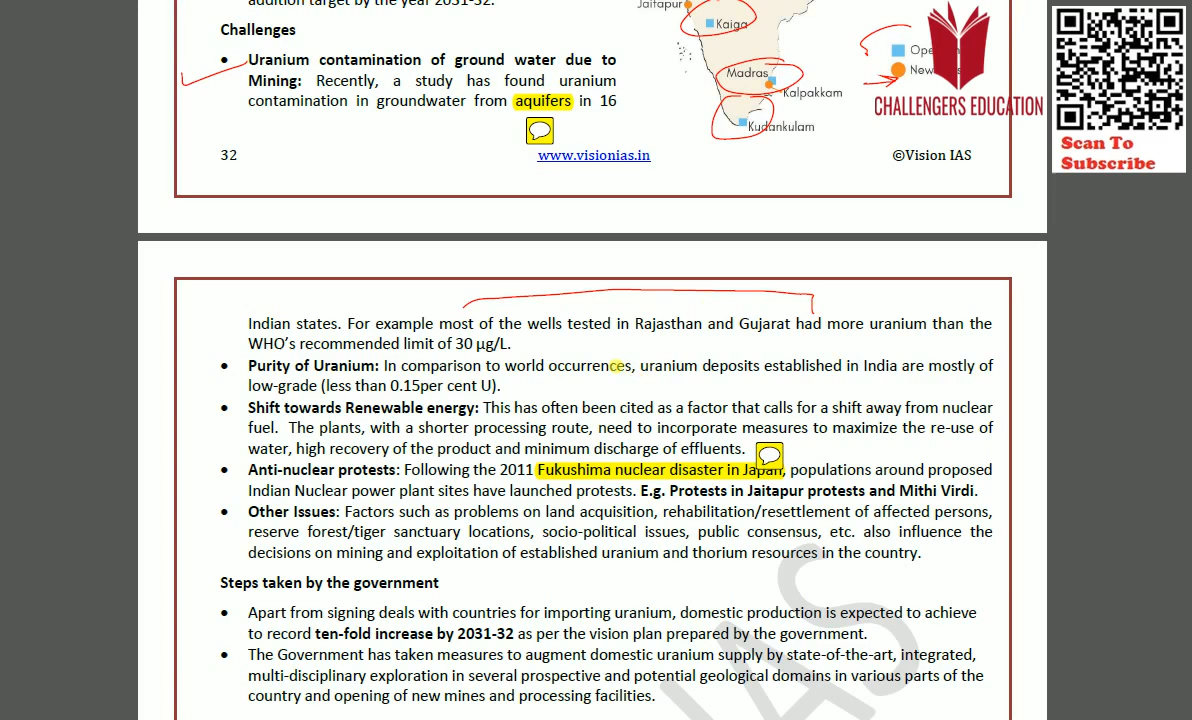 addition target by the year 2031-32.
Challenges
• Uranium contamination of ground water due to
Mining: Recently, a study has found uranium
contamination in groundwater from aquifers in 16
Jaitapur
Kaiga
Madras
Kalpakkam
Kudankulam
CHALLENGERS EDUCATION
Scan To
Subscribe
32
www.visionias.in
©Vision IAS
Indian states. For example most of the wells tested in Rajasthan and Gujarat had more uranium than the
WHO's recommended limit of 30 µg/L.
• Purity of Uranium: In comparison to world occurrences, uranium deposits established in India are mostly of
low-grade (less than 0.15per cent U).
• Shift towards Renewable energy: This has often been cited as a factor that calls for a shift away from nuclear
fuel. The plants, with a shorter processing route, need to incorporate measures to maximize the re-use of
water, high recovery of the product and minimum discharge of effluents.
• Anti-nuclear protests: Following the 2011 Fukushima nuclear disaster in Japan, populations around proposed
Indian Nuclear power plant sites have launched protests. E.g. Protests in Jaitapur protests and Mithi Virdi.
• Other Issues: Factors such as problems on land acquisition, rehabilitation/resettlement of affected persons,
reserve forest/tiger sanctuary locations, socio-political issues, public consensus, etc. also influence the
decisions on mining and exploitation of established uranium and thorium resources in the country.
Steps taken by the government
• Apart from signing deals with countries for importing uranium, domestic production is expected to achieve
to record ten-fold increase by 2031-32 as per the vision plan prepared by the government.
• The Government has taken measures to augment domestic uranium supply by state-of-the-art, integrated,
multi-disciplinary exploration in several prospective and potential geological domains in various parts of the
country and opening of new mines and processing facilities.
IAS